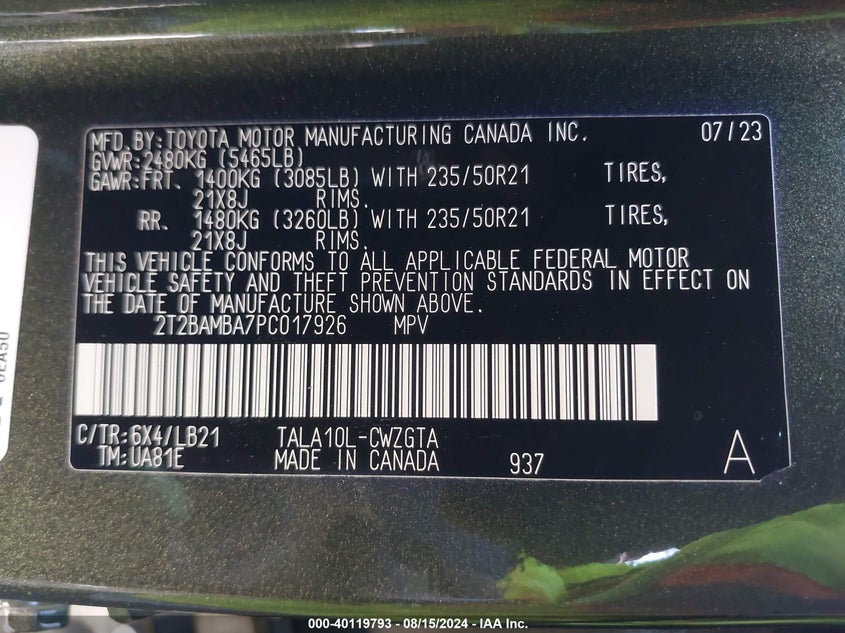 MFD. BY: TOYOTA MOTOR MANUFACTURING CANADA INC. 07/23
GVWR: 2480KG (5465LB)
GAWR: FRT. 1400KG (3085LB) WITH 235/50R21 TIRES,
21X8J RIMS.
RR. 1480KG (3260LB) WITH 235/50R21 TIRES,
21X8J RIMS.
THIS VEHICLE CONFORMS TO ALL APPLICABLE FEDERAL MOTOR
VEHICLE SAFETY AND THEFT PREVENTION STANDARDS IN EFFECT ON
THE DATE OF MANUFACTURE SHOWN ABOVE.
2T2BAMBA7PC017926 MPV
C/TR: 6X4/LB21 TALA10L-CWZGTA
TM: UA81E MADE IN CANADA 937 A
000-40119793 - 08/15/2024 - IAA Inc.